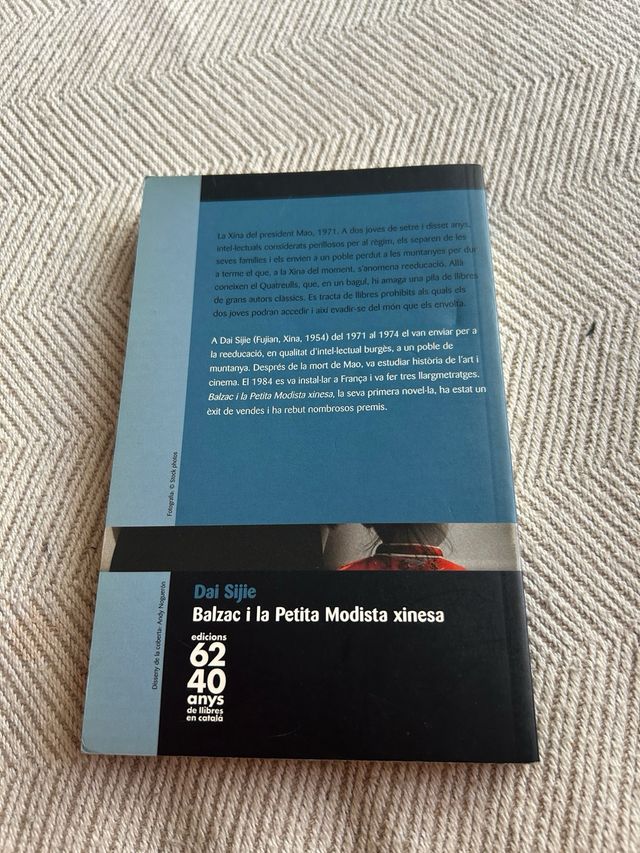 La Xina del president Mao, 1971. A dos joves de setre i disset anys,
intel·lectuals considerats perillosos per al règim, els separen de les
seves famílies i els envien a un poble perdut a les muntanyes per dur
a terme el que, a la Xina del moment, s'anomena reeducació. Allà
coneixen el Quatreulls, que, en un bagul, hi amaga una pila de llibres
de grans autors clàssics. Es tracta de llibres prohibits als quals els
dos joves podran accedir i així evadir-se del món que els envolta.
A Dai Sijie (Fujian, Xina, 1954) del 1971 al 1974 el van enviar per a
la reeducació, en qualitat d'intel·lectual burgès, a un poble de
muntanya. Després de la mort de Mao, va estudiar història de l'art i
cinema. El 1984 es va instal·lar a França i va fer tres llargmetratges.
Balzac i la Petita Modista xinesa, la seva primera novel·la, ha estat un
èxit de vendes i ha rebut nombrosos premis.
Fotografia: © Stock photos
Dai Sijie
Balzac i la Petita Modista xinesa
edicions
62
40
anys
de llibres
en català
Disseny de la coberta: Andy Noguerón